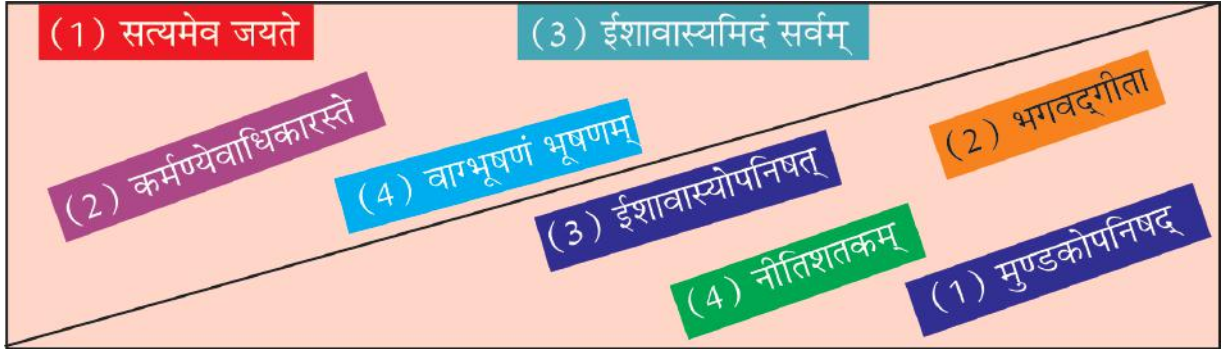 (1) सत्यमेव जयते
(3) ईशावास्यमिदं सर्वम्
(2) कर्मण्येवाधिकारस्ते
(4) वाग्भूषणं भूषणम्
(2) भगवद्‌गीता
(3) ईशावास्योपनिषत्
(4) नीतिशतकम्
(1) मुण्डकोपनिषद्